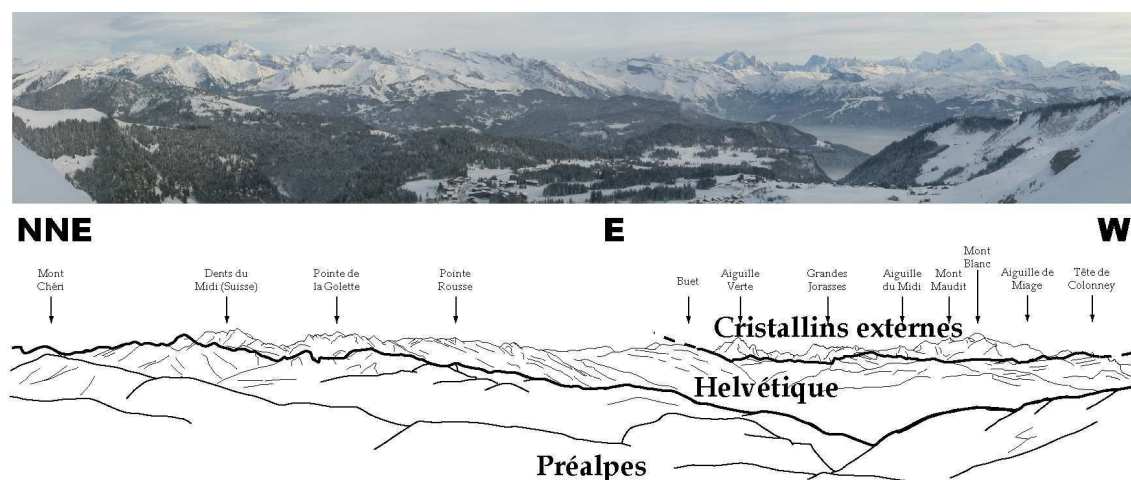 NNE
E
W
Mont
Chéri
Dents du
Midi (Suisse)
Pointe de
la Golette
Pointe
Rousse
Buet
Aiguille
Verte
Grandes
Jorasses
Aiguille
du Midi
Mont
Maudit
Mont
Blanc
Aiguille de
Miage
Tête de
Colonney
Cristallins externes
Helvétique
Préalpes